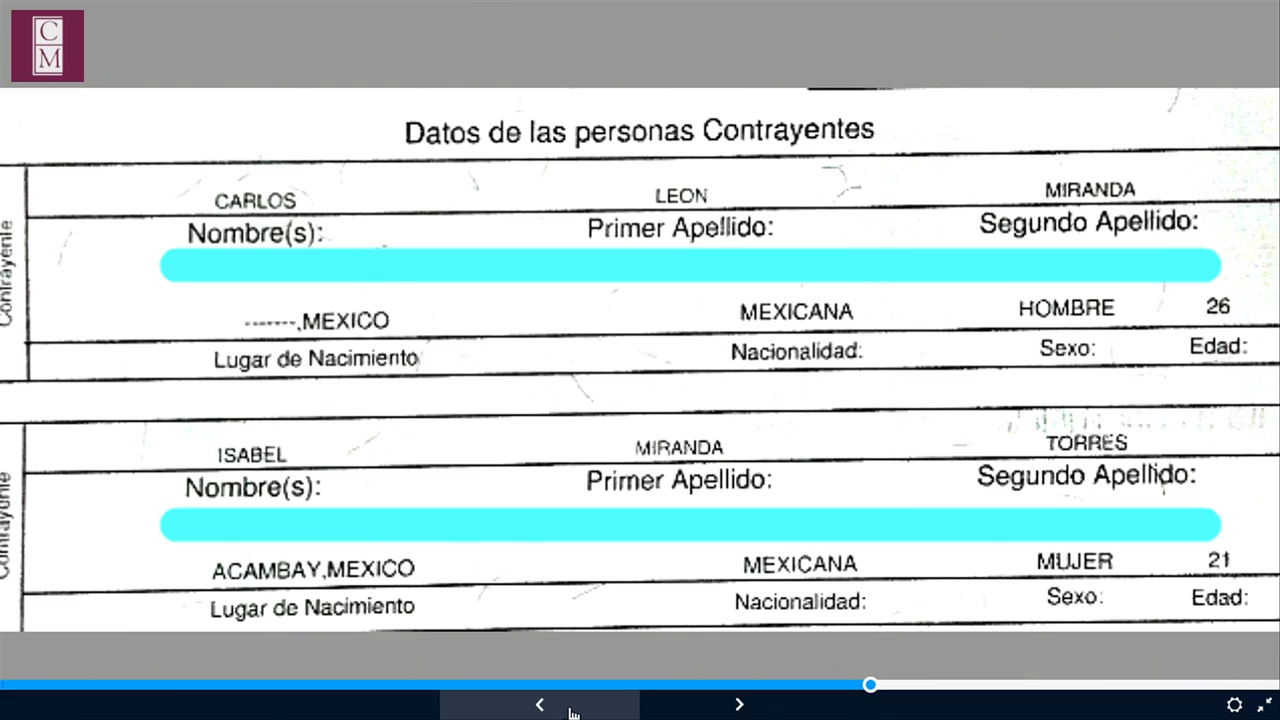 C
M
Datos de las personas Contrayentes
CARLOS LEON MIRANDA
Nombre(s): Primer Apellido: Segundo Apellido:
-------,MEXICO MEXICANA HOMBRE 26
Lugar de Nacimiento Nacionalidad: Sexo: Edad:
Contrayente
ISABEL MIRANDA TORRES
Nombre(s): Primer Apellido: Segundo Apellido:
ACAMBAY,MEXICO MEXICANA MUJER 21
Lugar de Nacimiento Nacionalidad: Sexo: Edad:
Contrayente